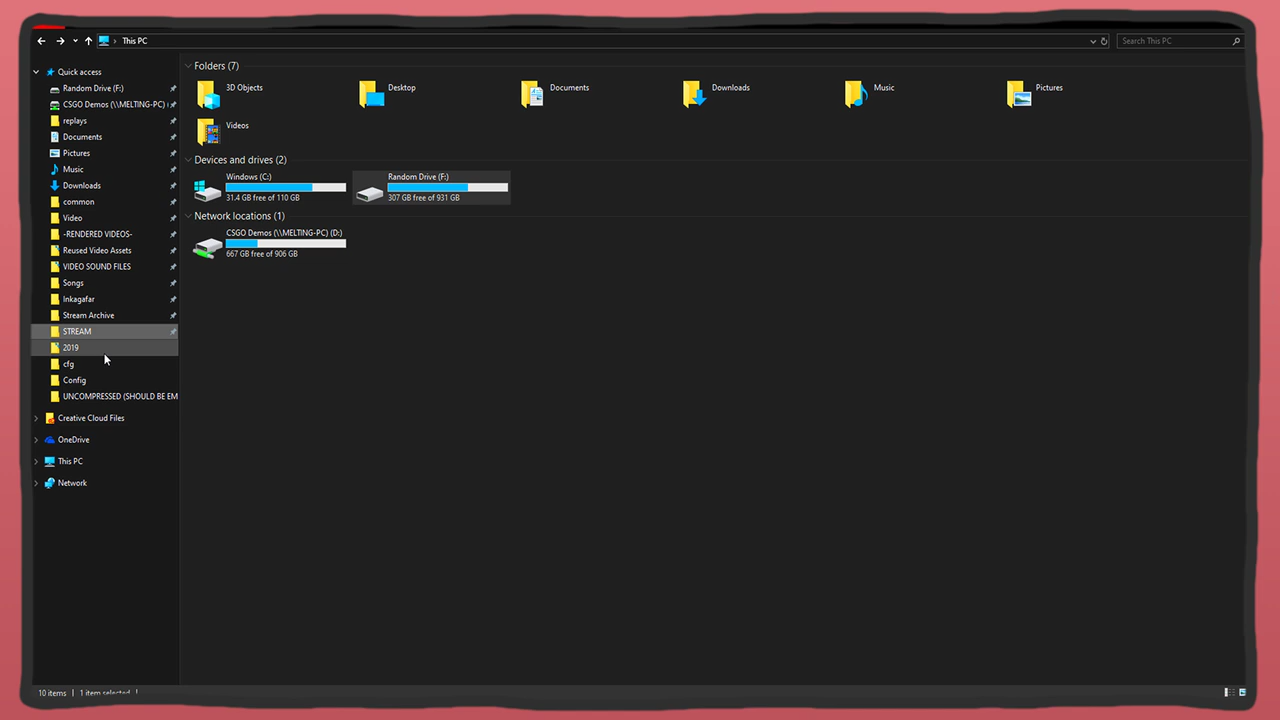 This PC
Search This PC
Quick access
Random Drive (F:)
CSGO Demos (\\MELTING-PC) (
replays
Documents
Pictures
Music
Downloads
common
Video
-RENDERED VIDEOS-
Reused Video Assets
VIDEO SOUND FILES
Songs
Inkagafar
Stream Archive
STREAM
2019
cfg
Config
UNCOMPRESSED (SHOULD BE EM
Creative Cloud Files
OneDrive
This PC
Network
Folders (7)
3D Objects
Desktop
Documents
Downloads
Music
Pictures
Videos
Devices and drives (2)
Windows (C:)
31.4 GB free of 110 GB
Random Drive (F:)
307 GB free of 931 GB
Network locations (1)
CSGO Demos (\\MELTING-PC) (D:)
667 GB free of 906 GB
10 items
1 item selected